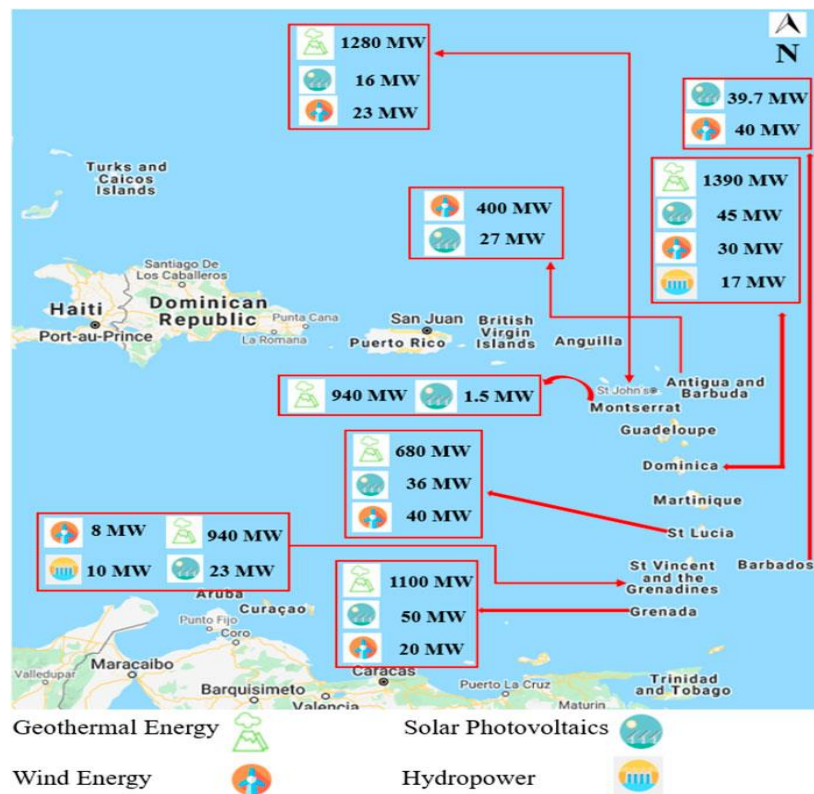 N
1280 MW
16 MW
23 MW
39.7 MW
40 MW
1390 MW
45 MW
30 MW
17 MW
400 MW
27 MW
Turks and
Caicos
Islands
Santiago De
Los Caballeros
Haiti
Port-au-Prince
Dominican
Republic
Punta Cana
La Romana
San Juan
Puerto Rico
British
Virgin
Islands
Anguilla
St John's
Antigua and
Barbuda
Montserrat
Guadeloupe
Dominica
Martinique
St Lucia
St Vincent
and the
Grenadines
Barbados
Grenada
940 MW
1.5 MW
680 MW
36 MW
40 MW
8 MW
940 MW
10 MW
23 MW
1100 MW
50 MW
20 MW
Aruba
Curaçao
Punto Fijo
Coro
Maracaibo
Valledupar
Barquisimeto
Caracas
Valencia
Puerto La Cruz
Maturin
Trinidad
and Tobago
Geothermal Energy
Solar Photovoltaics
Wind Energy
Hydropower